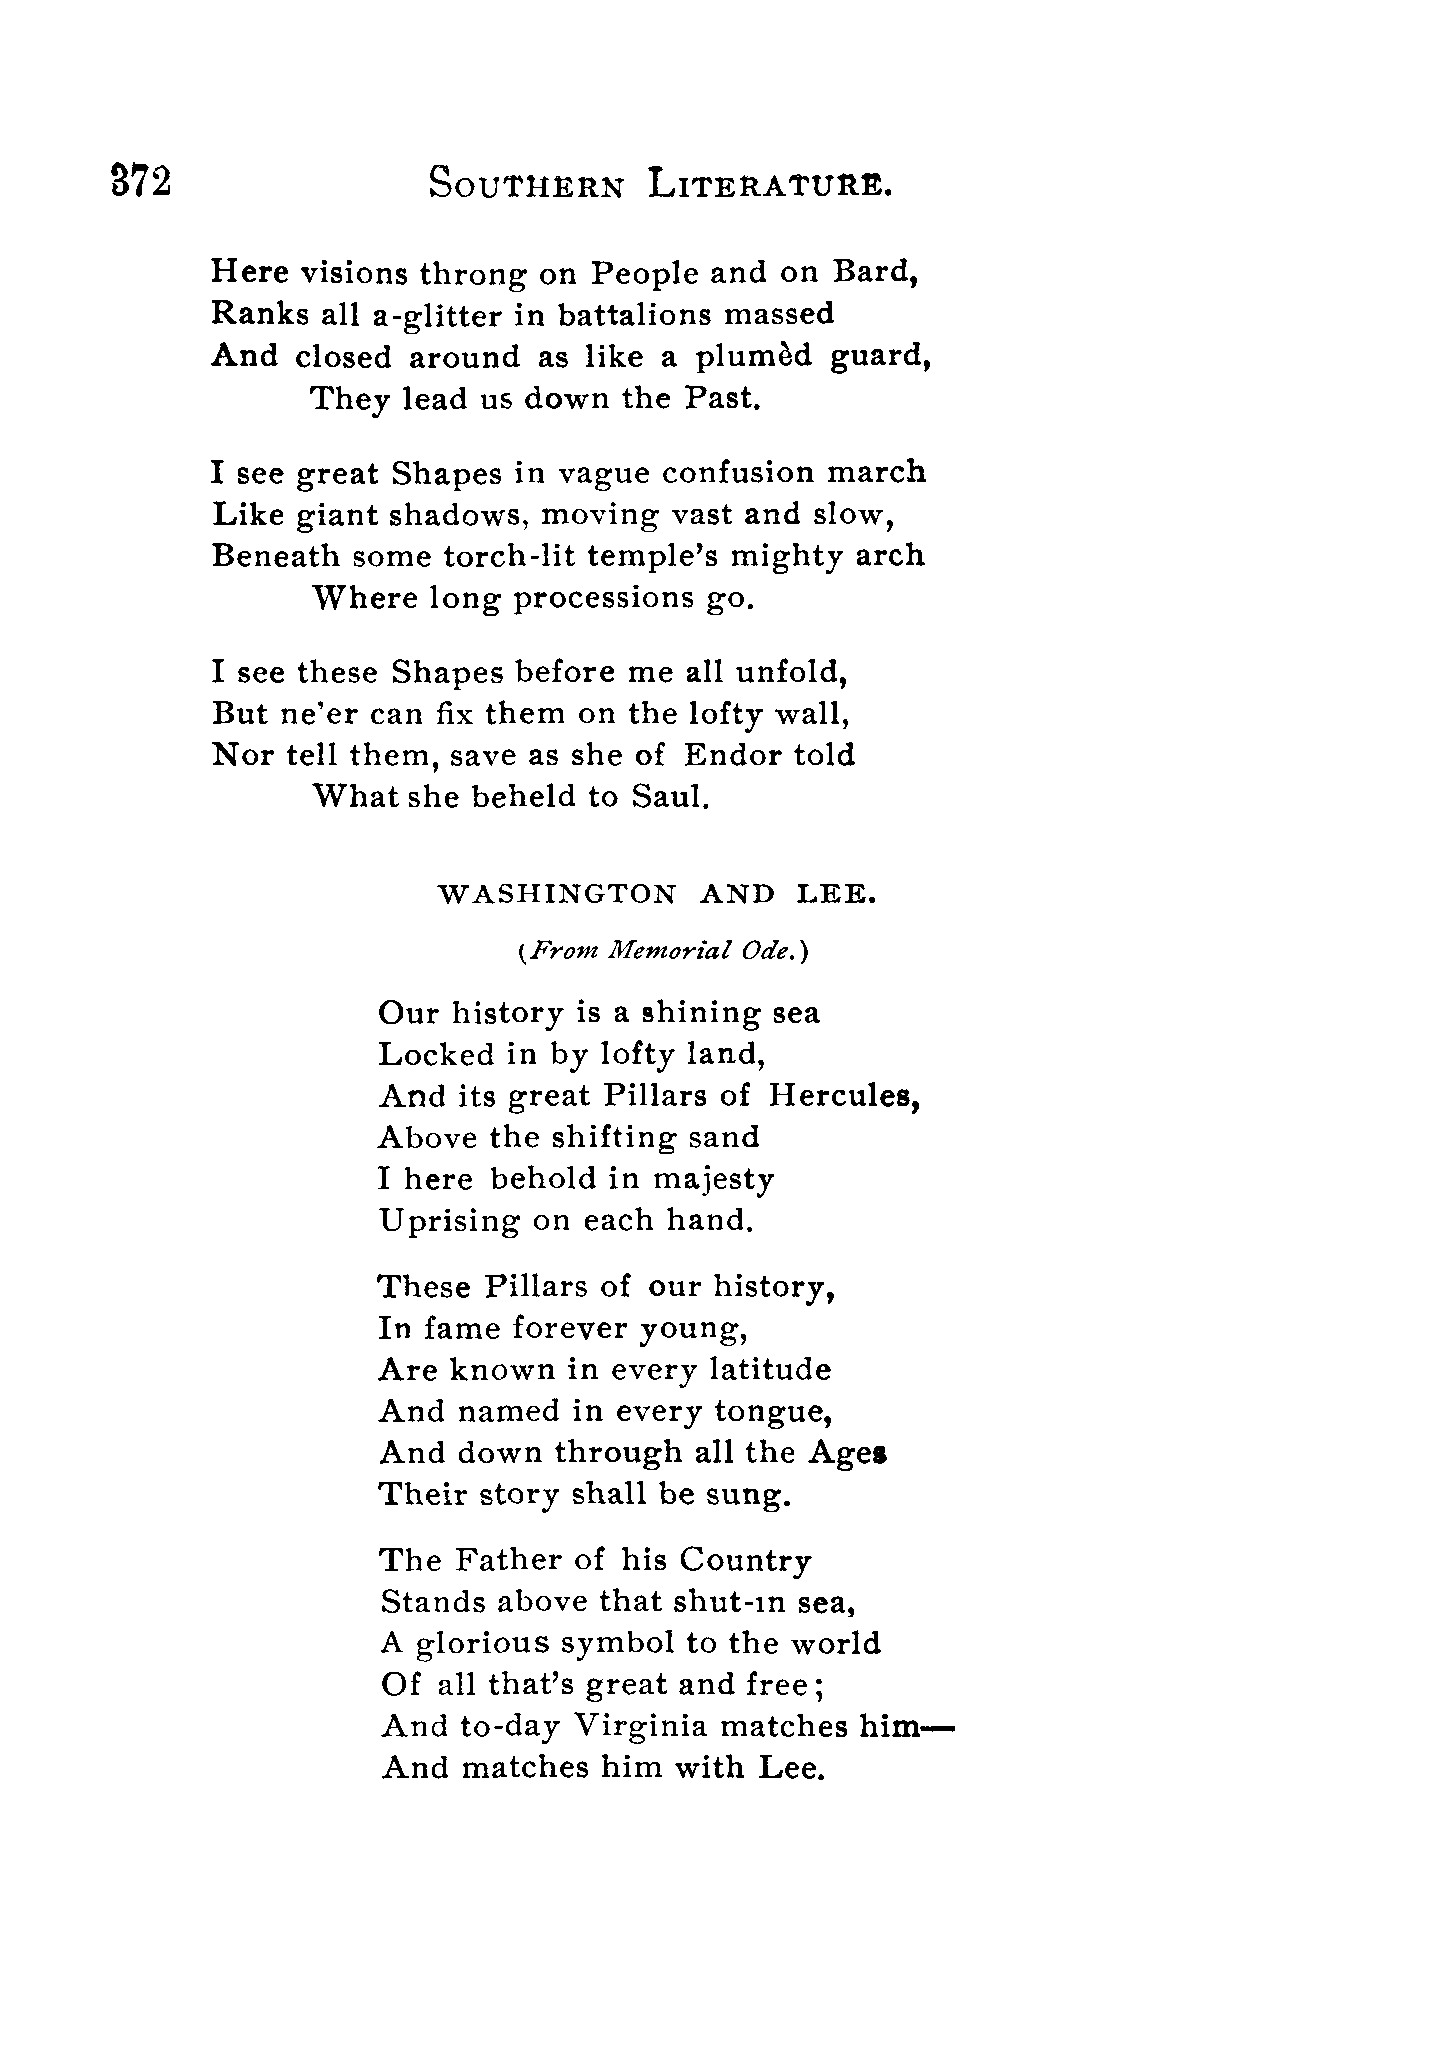 372 SOUTHERN LITERATURE.
Here visions throng on People and on Bard,
Ranks all a-glitter in battalions massed
And closed around as like a plumèd guard,
They lead us down the Past.
I see great Shapes in vague confusion march
Like giant shadows, moving vast and slow,
Beneath some torch-lit temple's mighty arch
Where long processions go.
I see these Shapes before me all unfold,
But ne'er can fix them on the lofty wall,
Nor tell them, save as she of Endor told
What she beheld to Saul.
WASHINGTON AND LEE.
(From Memorial Ode.)
Our history is a shining sea
Locked in by lofty land,
And its great Pillars of Hercules,
Above the shifting sand
I here behold in majesty
Uprising on each hand.
These Pillars of our history,
In fame forever young,
Are known in every latitude
And named in every tongue,
And down through all the Ages
Their story shall be sung.
The Father of his Country
Stands above that shut-in sea,
A glorious symbol to the world
Of all that's great and free;
And to-day Virginia matches him—
And matches him with Lee.